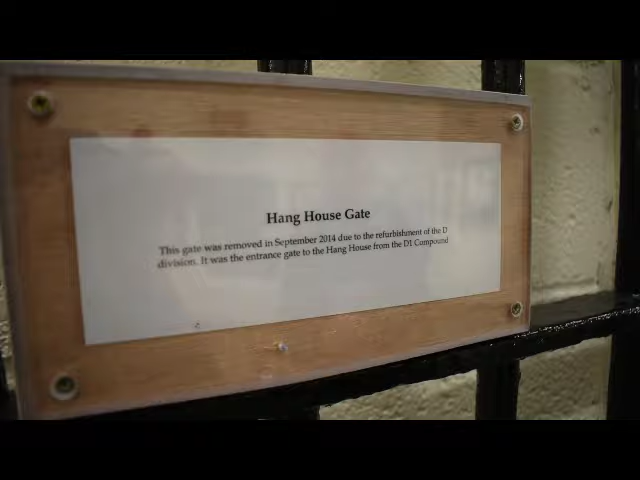 Hang House Gate
This gate was removed in September 2014 due to the refurbishment of the D
division. It was the entrance gate to the Hang House from the D1 Compound